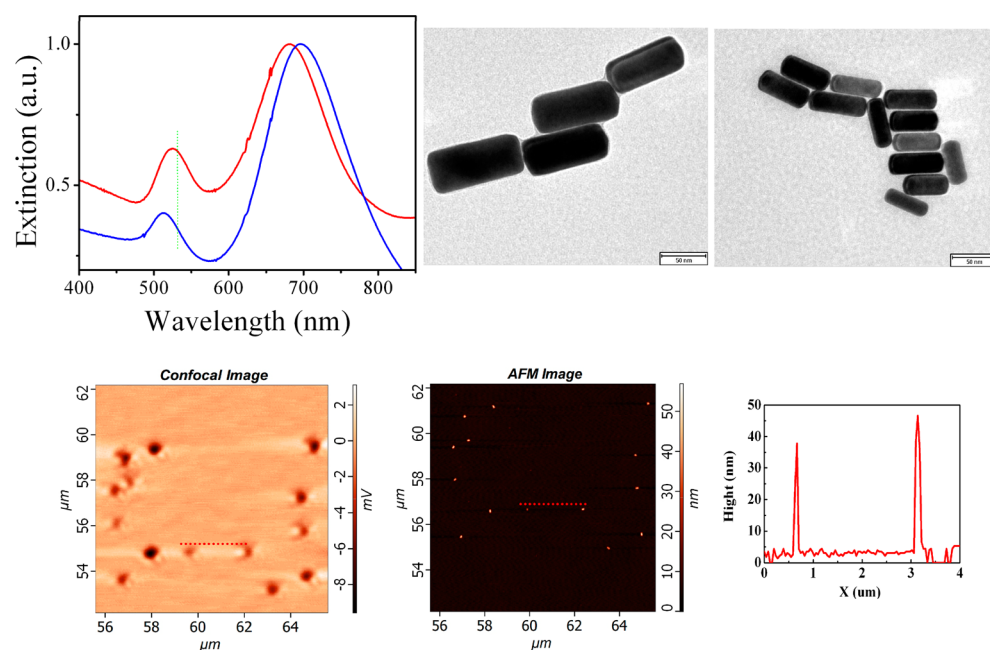 Extinction (a.u.)
1.0
0.5
400 500 600 700 800
Wavelength (nm)
50 nm
50 nm
Confocal Image
μm
62
60
58
56
54
56 58 60 62 64
μm
2
0
-2
-4
-6
-8
mV
AFM Image
μm
62
60
58
56
54
56 58 60 62 64
μm
50
40
30
20
10
0
nm
Hight (nm)
50
40
30
20
10
0
0 1 2 3 4
X (um)